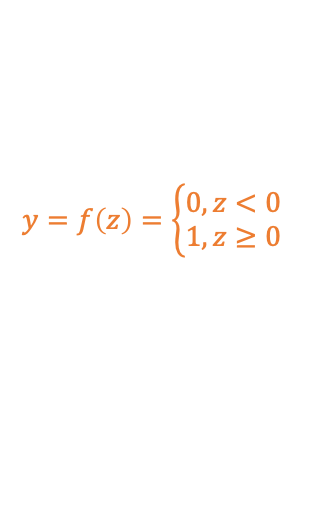 y = f(z) = {0, z < 0
1, z ≥ 0